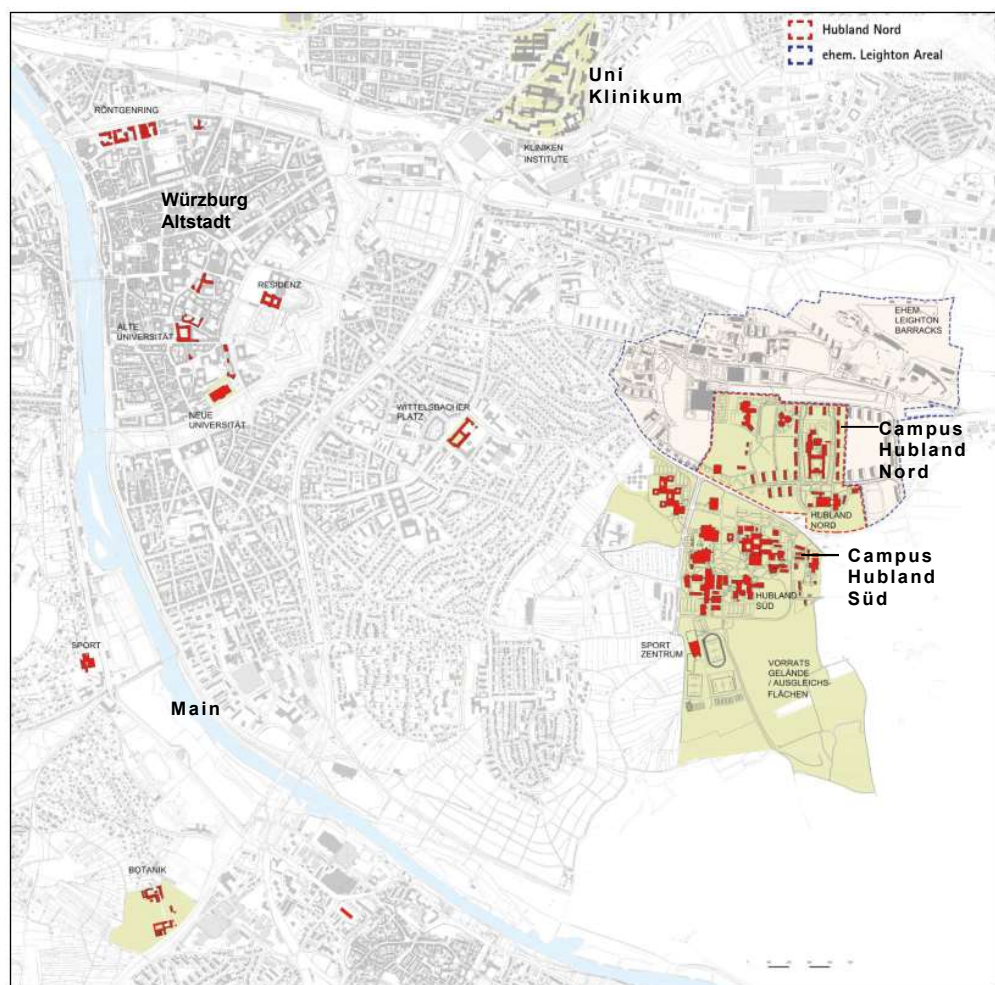 Hubland Nord
ehem. Leighton Areal
Uni
Klinikum
RÖNTGENRING
KLINIKEN
INSTITUTE
Würzburg
Altstadt
RESIDENZ
EHEM.
LEIGHTON
BARRACKS
ALTE
UNIVERSITÄT
NEUE
UNIVERSITÄT
WITTELSBACHER
PLATZ
Campus
Hubland
Nord
HUBLAND
NORD
Campus
Hubland
Süd
HUBLAND
SÜD
SPORT
SPORT
ZENTRUM
VORRATS
GELÄNDE
/ AUSGLEICHS-
FLÄCHEN
Main
BOTANIK